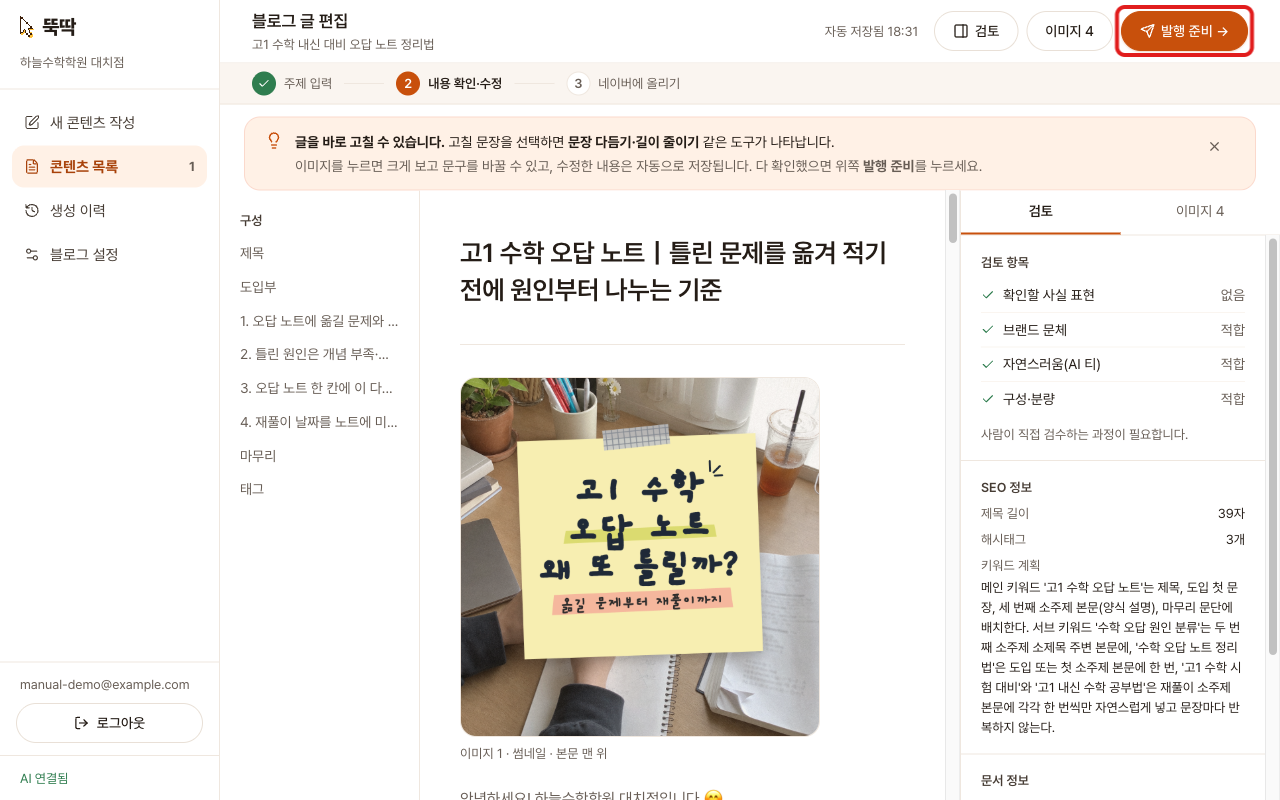 뚝딱
하늘수학학원 대치점
새 콘텐츠 작성
콘텐츠 목록 1
생성 이력
블로그 설정
manual-demo@example.com
로그아웃
AI 연결됨
블로그 글 편집
고1 수학 내신 대비 오답 노트 정리법
자동 저장됨 18:31
검토
이미지 4
발행 준비 →
주제 입력
2 내용 확인·수정
3 네이버에 올리기
글을 바로 고칠 수 있습니다. 고칠 문장을 선택하면 문장 다듬기·길이 줄이기 같은 도구가 나타납니다.
이미지를 누르면 크게 보고 문구를 바꿀 수 있고, 수정한 내용은 자동으로 저장됩니다. 다 확인했으면 위쪽 발행 준비를 누르세요.
구성
제목
도입부
1. 오답 노트에 옮길 문제와 ...
2. 틀린 원인은 개념 부족·...
3. 오답 노트 한 칸에 이 다...
4. 재풀이 날짜를 노트에 미...
마무리
태그
고1 수학 오답 노트 | 틀린 문제를 옮겨 적기
전에 원인부터 나누는 기준
고1 수학
오답 노트
왜 또 틀릴까?
옮길 문제부터 재풀이까지
이미지 1 · 썸네일 · 본문 맨 위
안녕하세요! 하늘수학학원 대치점입니다 😊
검토
이미지 4
검토 항목
확인할 사실 표현 없음
브랜드 문체 적합
자연스러움(AI 티) 적합
구성·분량 적합
사람이 직접 검수하는 과정이 필요합니다.
SEO 정보
제목 길이 39자
해시태그 3개
키워드 계획
메인 키워드 '고1 수학 오답 노트'는 제목, 도입 첫 문
장, 세 번째 소주제 본문(양식 설명), 마무리 문단에
배치한다. 서브 키워드 '수학 오답 원인 분류'는 두 번
째 소주제 소제목 주변 본문에, '수학 오답 노트 정리
법'은 도입 또는 첫 소주제 본문에 한 번, '고1 수학 시
험 대비'와 '고1 내신 수학 공부법'은 재풀이 소주제
본문에 각각 한 번씩만 자연스럽게 넣고 문장마다 반
복하지 않는다.
문서 정보